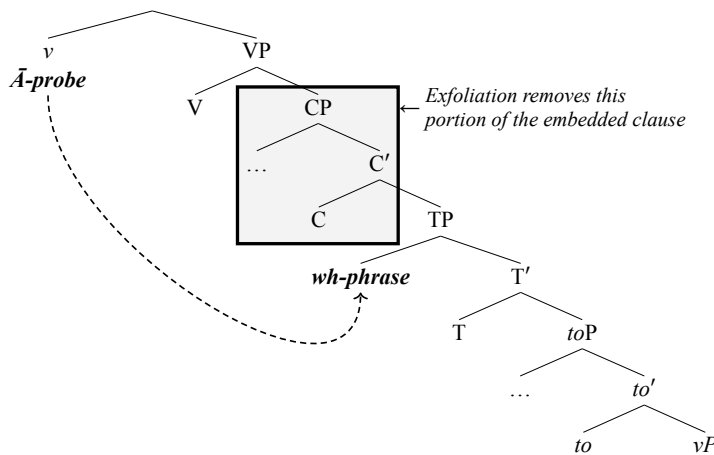 v VP
Ā-probe
V CP ← Exfoliation removes this
portion of the embedded clause
… C′
C TP
wh-phrase T′
T toP
… to′
to vP